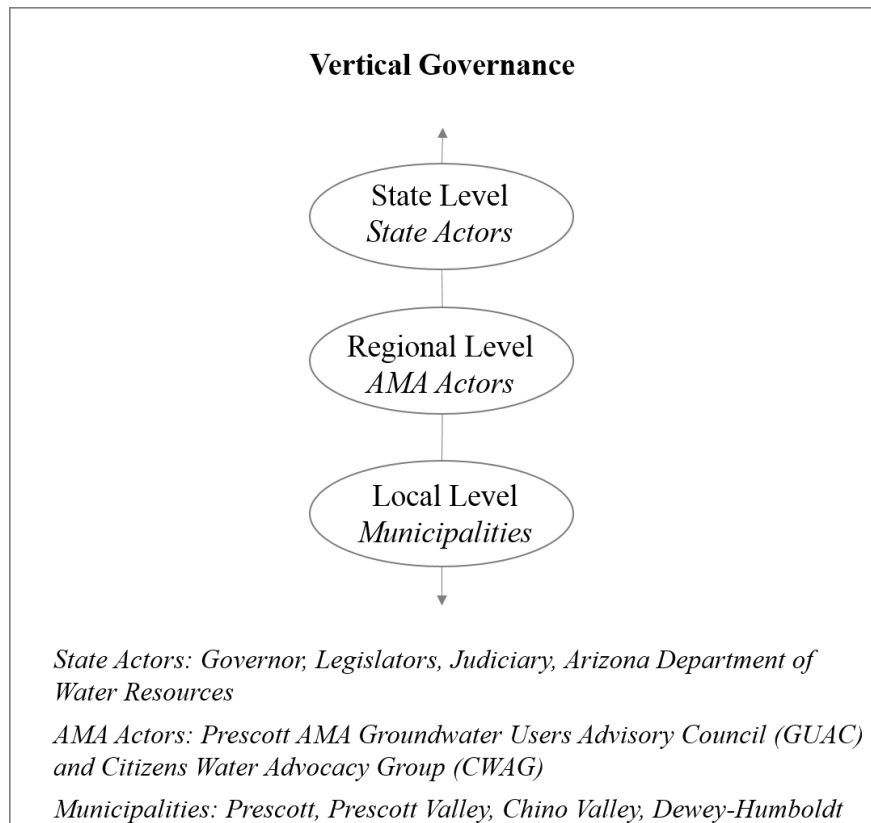 Vertical Governance
State Level
State Actors
Regional Level
AMA Actors
Local Level
Municipalities
State Actors: Governor, Legislators, Judiciary, Arizona Department of
Water Resources
AMA Actors: Prescott AMA Groundwater Users Advisory Council (GUAC)
and Citizens Water Advocacy Group (CWAG)
Municipalities: Prescott, Prescott Valley, Chino Valley, Dewey-Humboldt